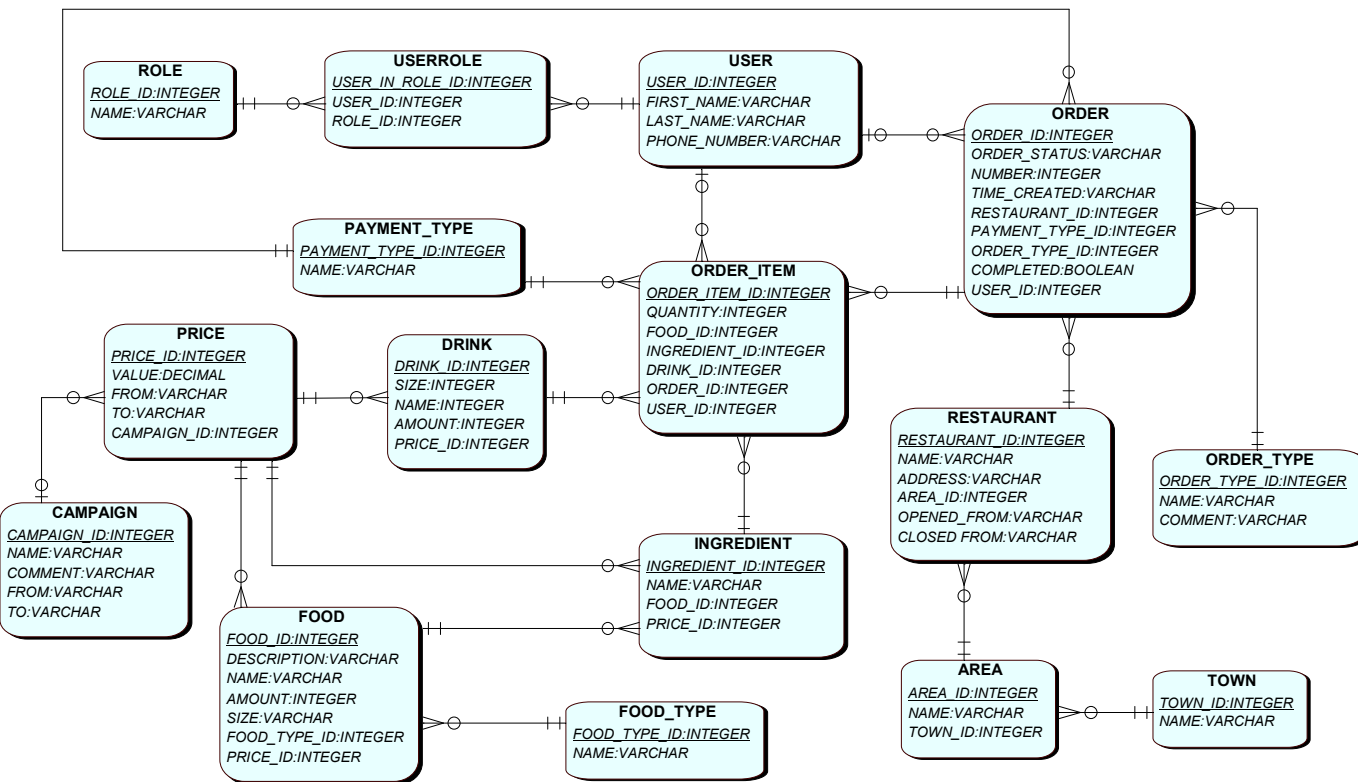 ROLE
ROLE_ID:INTEGER
NAME:VARCHAR
USERROLE
USER_IN_ROLE_ID:INTEGER
USER_ID:INTEGER
ROLE_ID:INTEGER
USER
USER_ID:INTEGER
FIRST_NAME:VARCHAR
LAST_NAME:VARCHAR
PHONE_NUMBER:VARCHAR
ORDER
ORDER_ID:INTEGER
ORDER_STATUS:VARCHAR
NUMBER:INTEGER
TIME_CREATED:VARCHAR
RESTAURANT_ID:INTEGER
PAYMENT_TYPE_ID:INTEGER
ORDER_TYPE_ID:INTEGER
COMPLETED:BOOLEAN
USER_ID:INTEGER
PAYMENT_TYPE
PAYMENT_TYPE_ID:INTEGER
NAME:VARCHAR
ORDER_ITEM
ORDER_ITEM_ID:INTEGER
QUANTITY:INTEGER
FOOD_ID:INTEGER
INGREDIENT_ID:INTEGER
DRINK_ID:INTEGER
ORDER_ID:INTEGER
USER_ID:INTEGER
PRICE
PRICE_ID:INTEGER
VALUE:DECIMAL
FROM:VARCHAR
TO:VARCHAR
CAMPAIGN_ID:INTEGER
DRINK
DRINK_ID:INTEGER
SIZE:INTEGER
NAME:INTEGER
AMOUNT:INTEGER
PRICE_ID:INTEGER
RESTAURANT
RESTAURANT_ID:INTEGER
NAME:VARCHAR
ADDRESS:VARCHAR
AREA_ID:INTEGER
OPENED_FROM:VARCHAR
CLOSED FROM:VARCHAR
ORDER_TYPE
ORDER_TYPE_ID:INTEGER
NAME:VARCHAR
COMMENT:VARCHAR
CAMPAIGN
CAMPAIGN_ID:INTEGER
NAME:VARCHAR
COMMENT:VARCHAR
FROM:VARCHAR
TO:VARCHAR
INGREDIENT
INGREDIENT_ID:INTEGER
NAME:VARCHAR
FOOD_ID:INTEGER
PRICE_ID:INTEGER
FOOD
FOOD_ID:INTEGER
DESCRIPTION:VARCHAR
NAME:VARCHAR
AMOUNT:INTEGER
SIZE:VARCHAR
FOOD_TYPE_ID:INTEGER
PRICE_ID:INTEGER
FOOD_TYPE
FOOD_TYPE_ID:INTEGER
NAME:VARCHAR
AREA
AREA_ID:INTEGER
NAME:VARCHAR
TOWN_ID:INTEGER
TOWN
TOWN_ID:INTEGER
NAME:VARCHAR